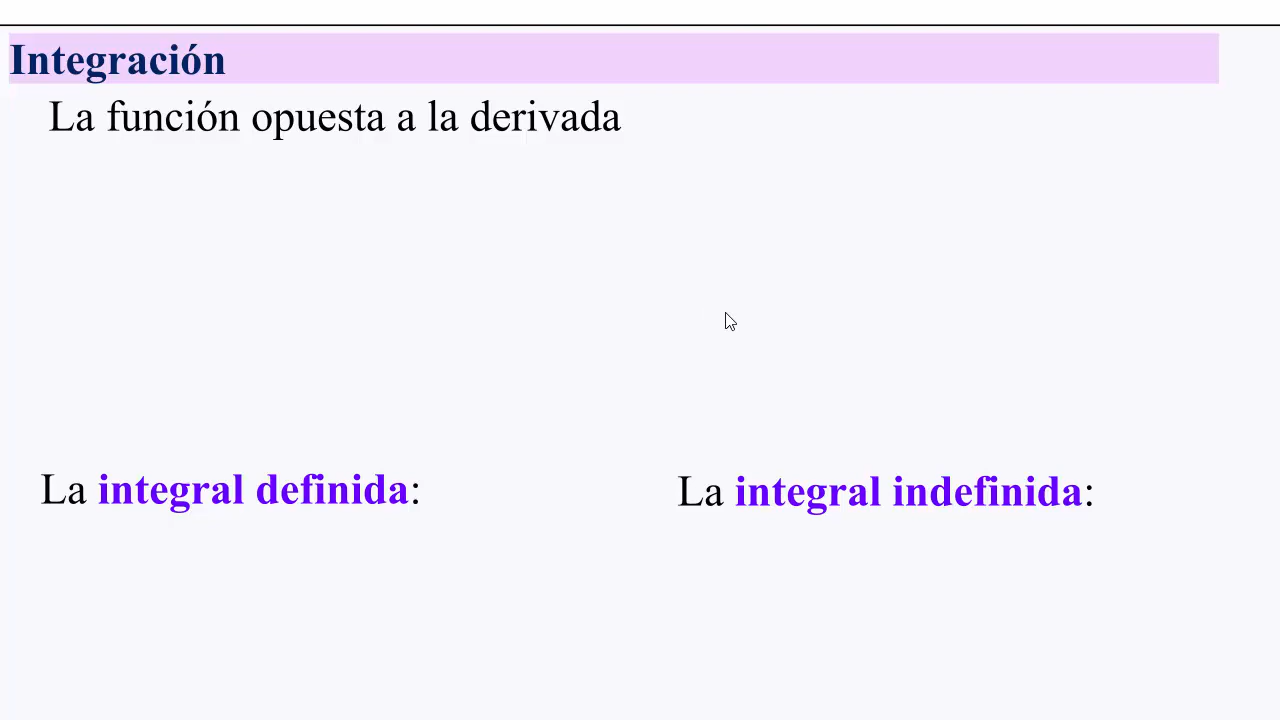 Integración
La función opuesta a la derivada
La integral definida:
La integral indefinida: